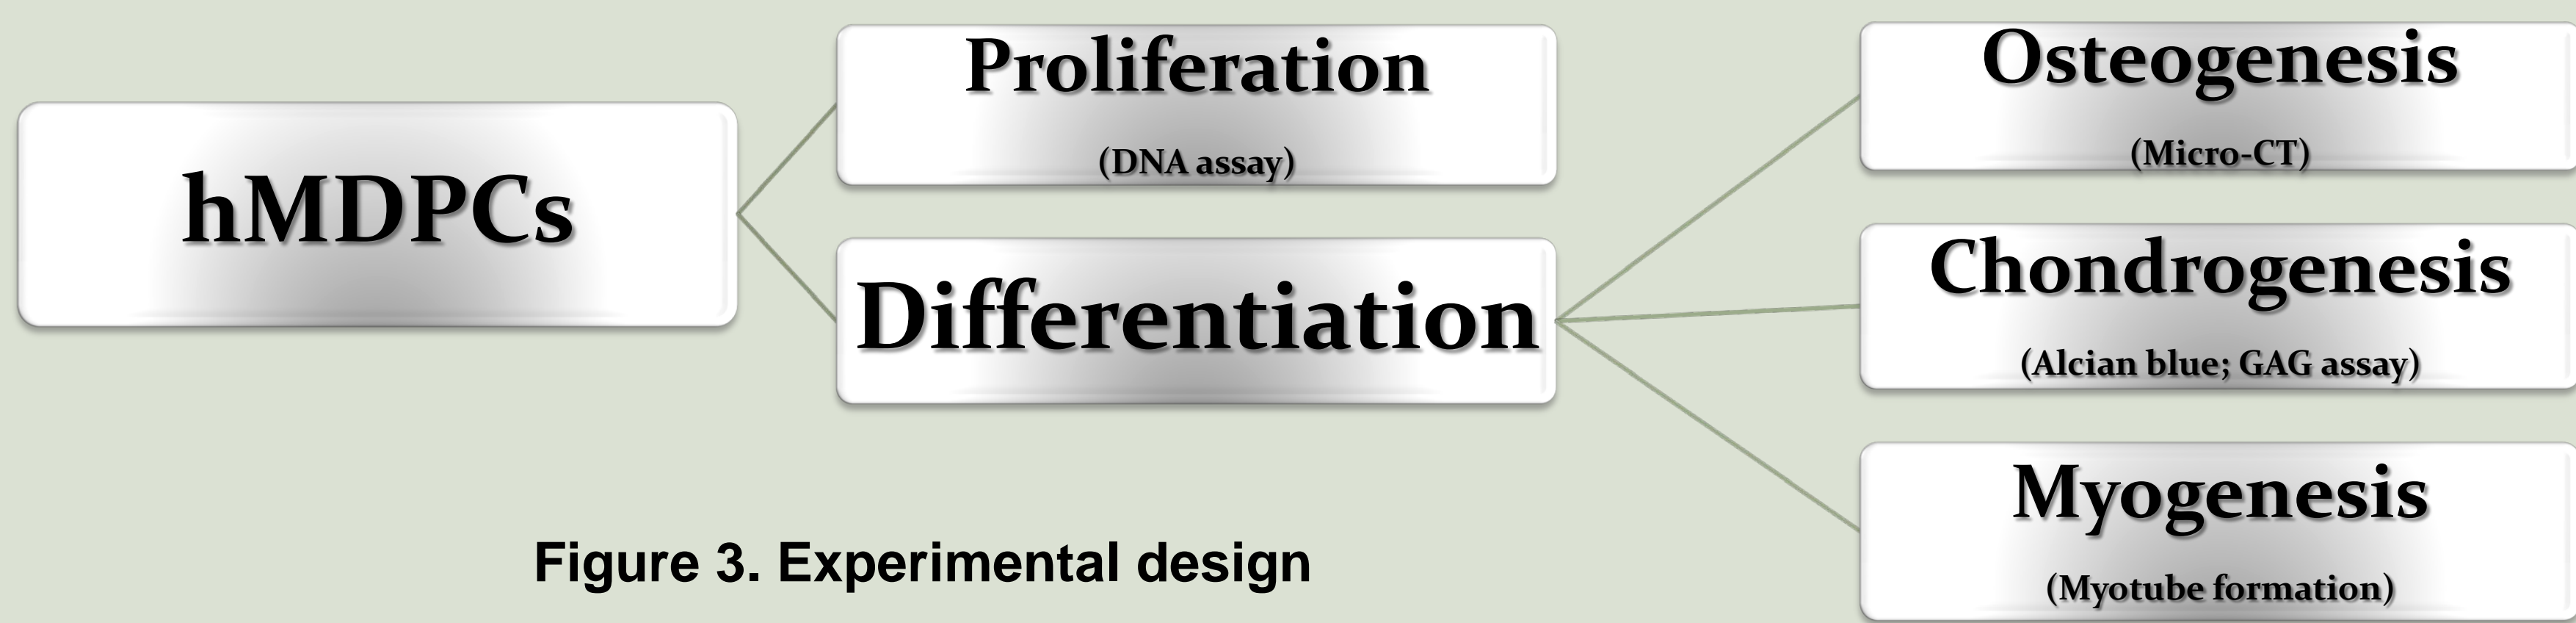 hMDPCs
Proliferation
(DNA assay)
Differentiation
Osteogenesis
(Micro-CT)
Chondrogenesis
(Alcian blue; GAG assay)
Myogenesis
(Myotube formation)
Figure 3. Experimental design